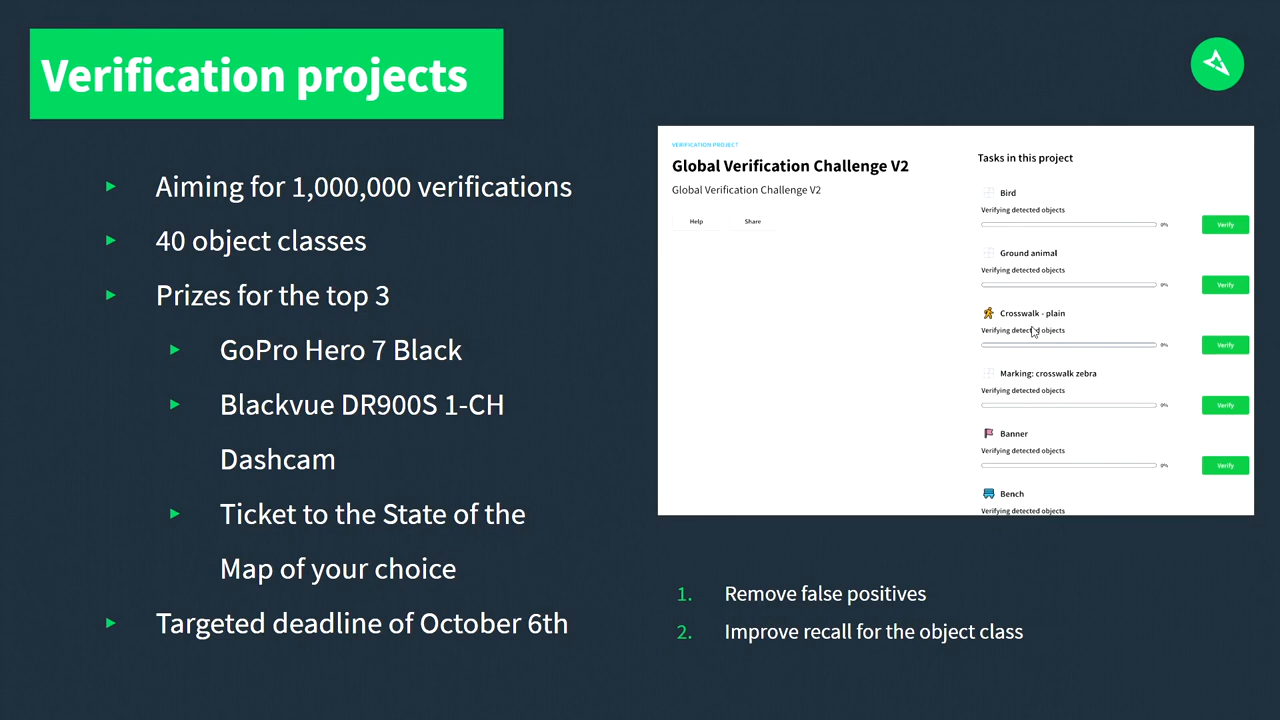 Verification projects
Aiming for 1,000,000 verifications
40 object classes
Prizes for the top 3
GoPro Hero 7 Black
Blackvue DR900S 1-CH
Dashcam
Ticket to the State of the
Map of your choice
Targeted deadline of October 6th
VERIFICATION PROJECT
Global Verification Challenge V2
Global Verification Challenge V2
Help Share
Tasks in this project
Bird
Verifying detected objects
0% Verify
Ground animal
Verifying detected objects
0% Verify
Crosswalk - plain
Verifying detected objects
0% Verify
Marking: crosswalk zebra
Verifying detected objects
0% Verify
Banner
Verifying detected objects
0% Verify
Bench
Verifying detected objects
1. Remove false positives
2. Improve recall for the object class